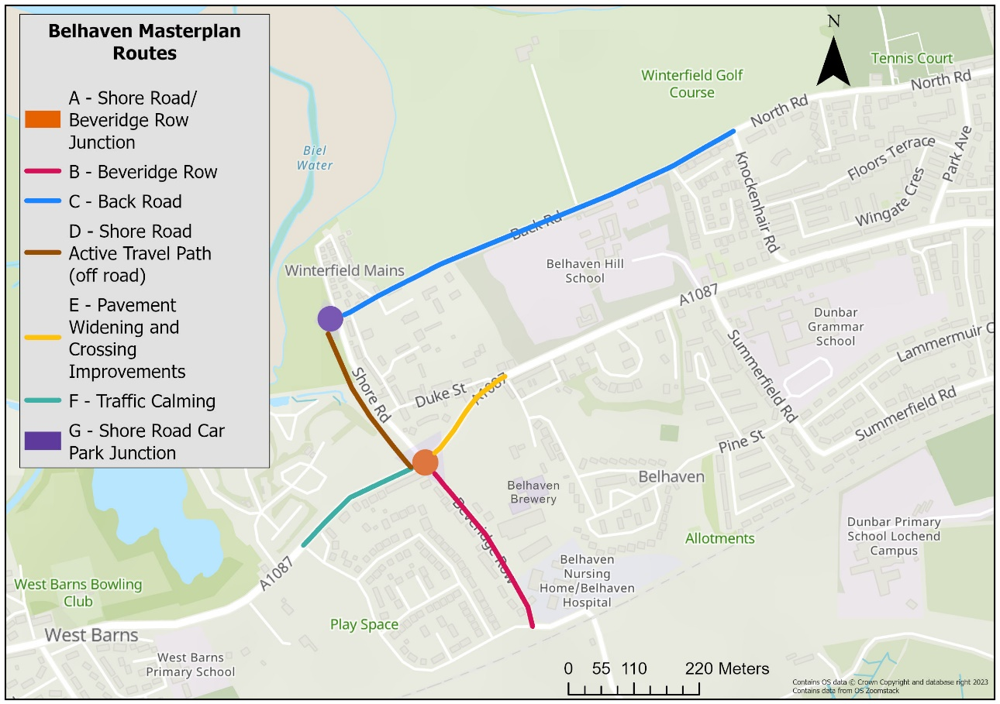 Belhaven Masterplan
Routes
A - Shore Road/
Beveridge Row
Junction
B - Beveridge Row
C - Back Road
D - Shore Road
Active Travel Path
(off road)
E - Pavement
Widening and
Crossing
Improvements
F - Traffic Calming
G - Shore Road Car
Park Junction
N
Tennis Court
North Rd
Winterfield Golf
Course
North Rd
Biel
Water
Floors Terrace
Park Ave
Knockenhair Rd
Wingate Cres
Back Rd
Winterfield Mains
Belhaven Hill
School
A1087
Dunbar
Grammar
School
Lammermuir C
Summerfield Rd
Shore Rd
Duke St
A1087
Summerfield Rd
Pine St
Belhaven
Belhaven
Brewery
Beveridge Row
Allotments
Dunbar Primary
School Lochend
Campus
Belhaven
Nursing
Home/Belhaven
Hospital
A1087
West Barns Bowling
Club
Play Space
West Barns
West Barns
Primary School
0 55 110 220 Meters
Contains OS data © Crown Copyright and database right 2023
Contains data from OS Zoomstack